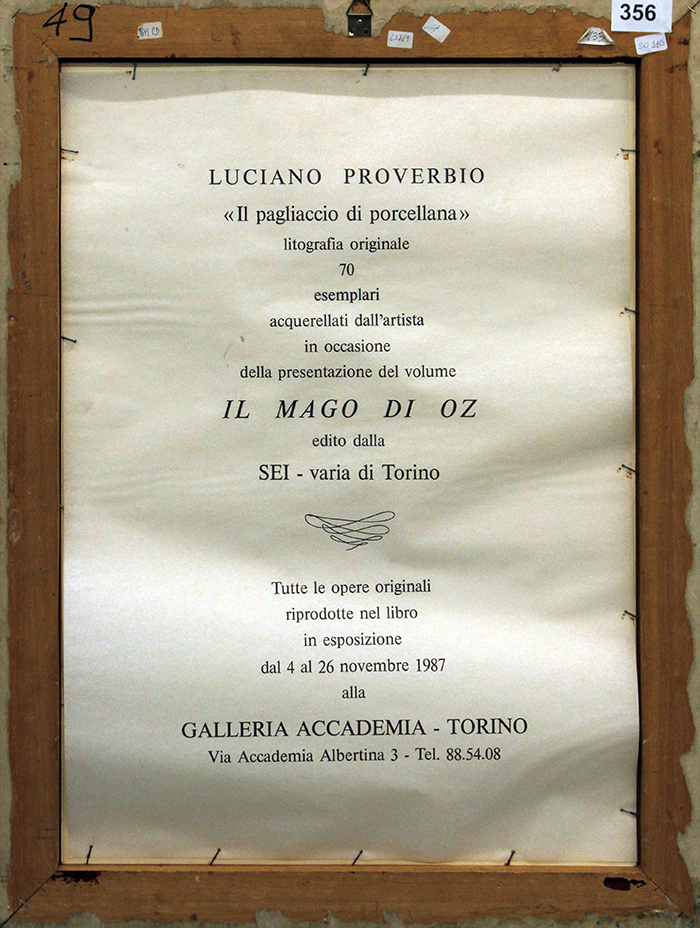 49
356
LUCIANO PROVERBIO
«Il pagliaccio di porcellana»
litografia originale
70
esemplari
acquerellati dall'artista
in occasione
della presentazione del volume
IL MAGO DI OZ
edito dalla
SEI - varia di Torino
Tutte le opere originali
riprodotte nel libro
in esposizione
dal 4 al 26 novembre 1987
alla
GALLERIA ACCADEMIA - TORINO
Via Accademia Albertina 3 - Tel. 88.54.08